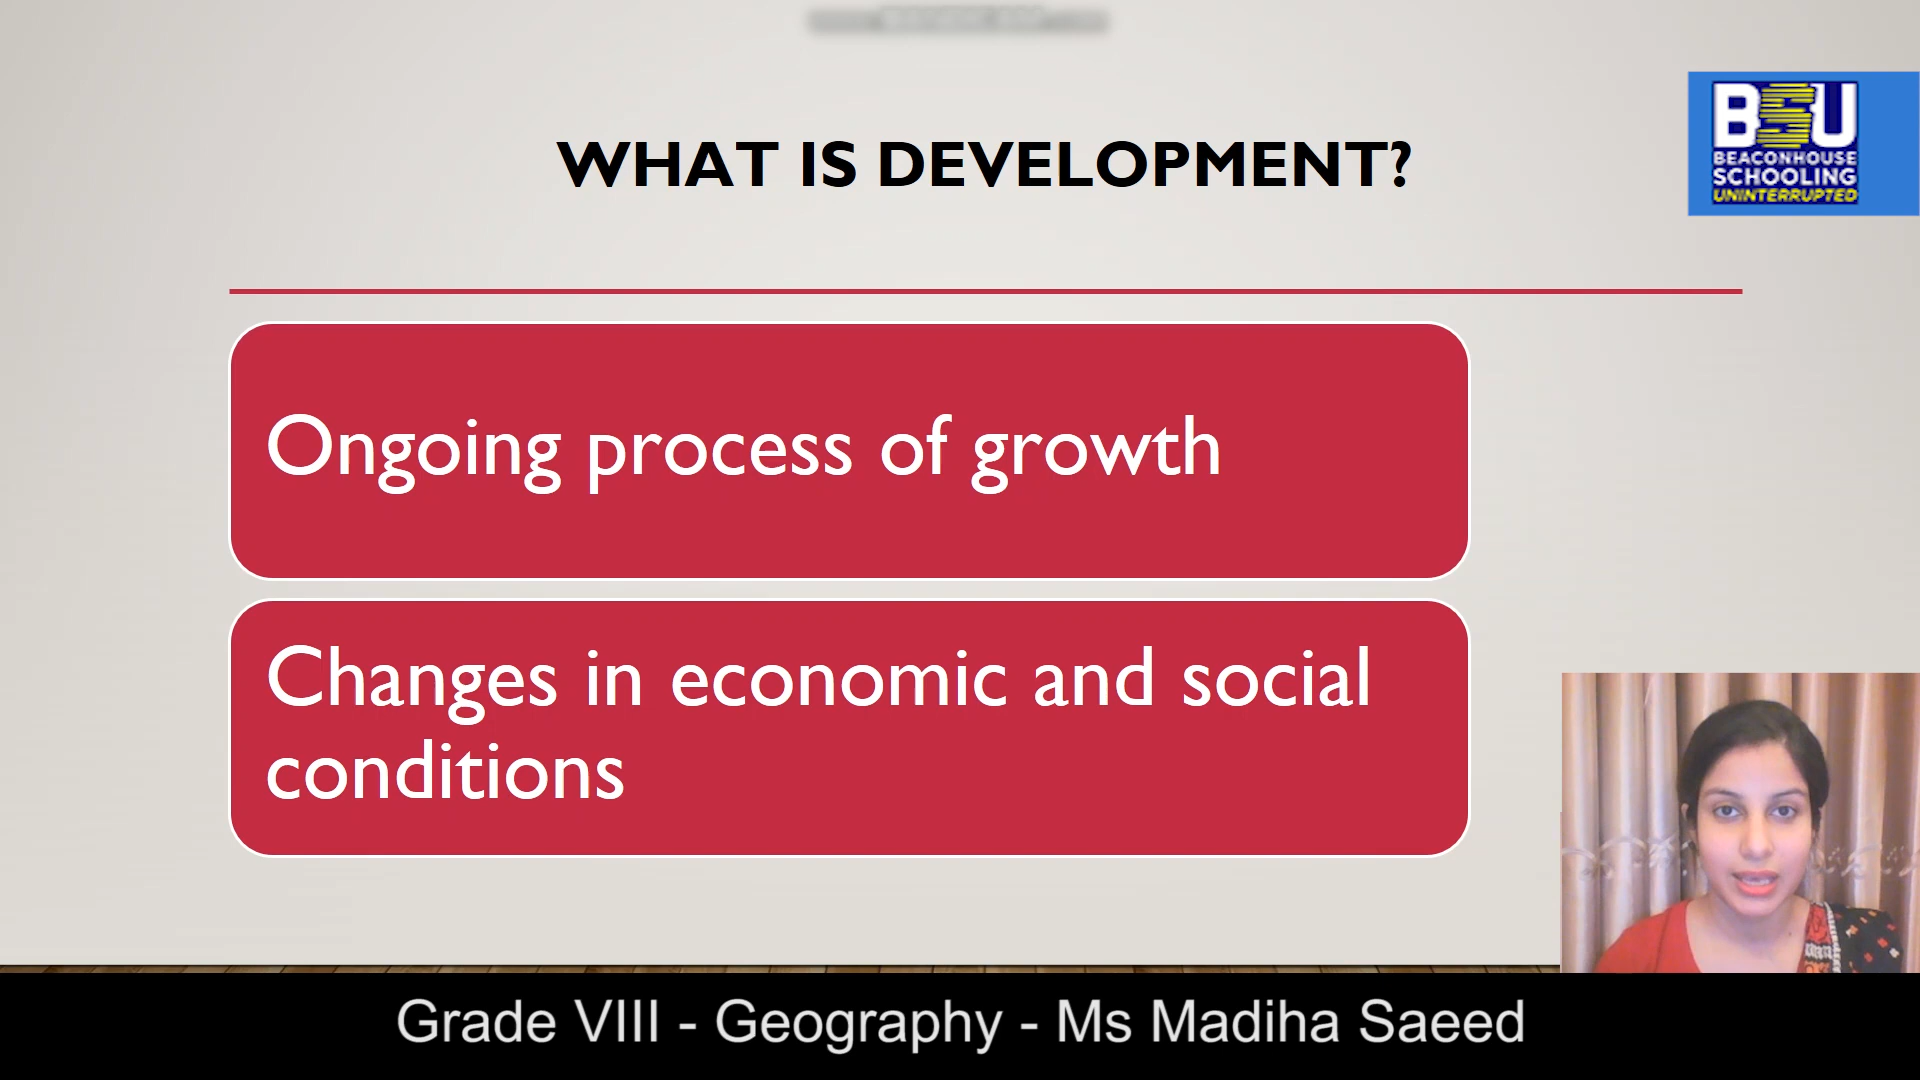 WHAT IS DEVELOPMENT?
BSU
BEACONHOUSE
SCHOOLING
UNINTERRUPTED
Ongoing process of growth
Changes in economic and social
conditions
Grade VIII - Geography - Ms Madiha Saeed